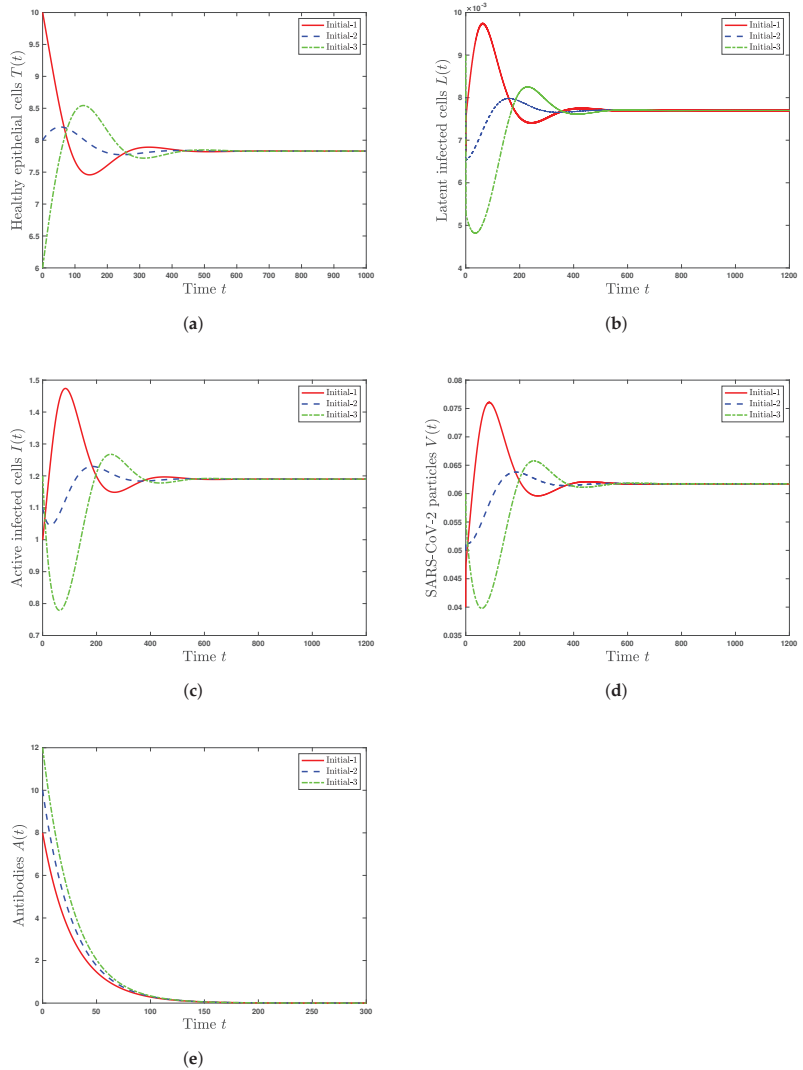 10
9.5
9
8.5
8
7.5
7
6.5
6
0 100 200 300 400 500 600 700 800 900 1000
Healthy epithelial cells T(t)
Time t
Initial-1
Initial-2
Initial-3
(a)
×10⁻³
10
9
8
7
6
5
4
0 200 400 600 800 1000 1200
Latent infected cells L(t)
Time t
Initial-1
Initial-2
Initial-3
(b)
1.5
1.4
1.3
1.2
1.1
1
0.9
0.8
0.7
0 200 400 600 800 1000 1200
Active infected cells I(t)
Time t
Initial-1
Initial-2
Initial-3
(c)
0.08
0.075
0.07
0.065
0.06
0.055
0.05
0.045
0.04
0.035
0 200 400 600 800 1000 1200
SARS-CoV-2 particles V(t)
Time t
Initial-1
Initial-2
Initial-3
(d)
12
10
8
6
4
2
0
0 50 100 150 200 250 300
Antibodies A(t)
Time t
Initial-1
Initial-2
Initial-3
(e)